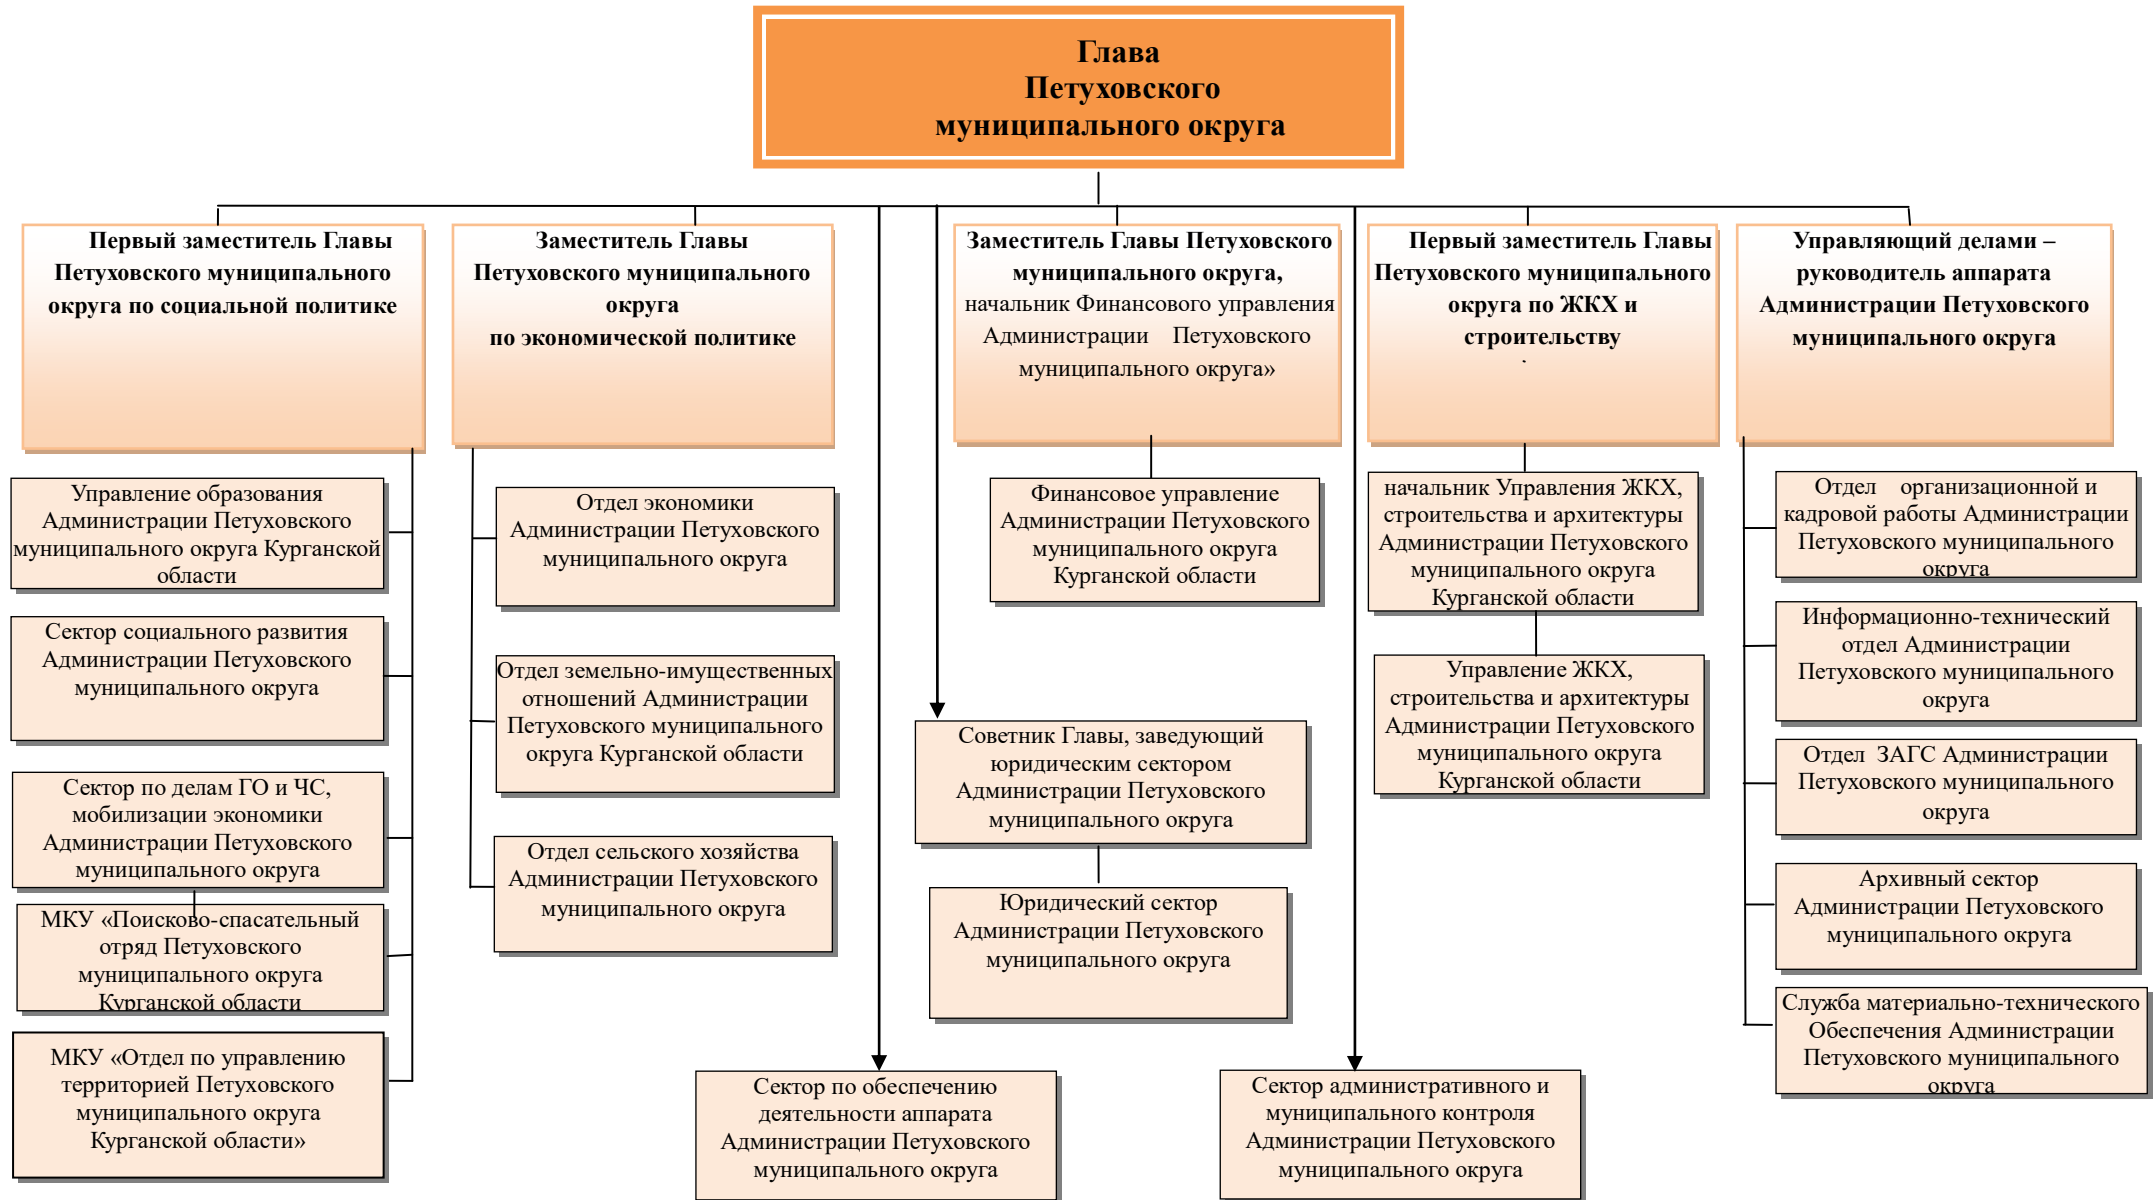 Глава
Петуховского
муниципального округа
Первый заместитель Главы
Петуховского муниципального
округа по социальной политике
Заместитель Главы
Петуховского муниципального
округа
по экономической политике
Заместитель Главы Петуховского
муниципального округа,
начальник Финансового управления
Администрации Петуховского
муниципального округа»
Первый заместитель Главы
Петуховского муниципального
округа по ЖКХ и
строительству
Управляющий делами –
руководитель аппарата
Администрации Петуховского
муниципального округа
Управление образования
Администрации Петуховского
муниципального округа Курганской
области
Сектор социального развития
Администрации Петуховского
муниципального округа
Сектор по делам ГО и ЧС,
мобилизации экономики
Администрации Петуховского
муниципального округа
МКУ «Поисково-спасательный
отряд Петуховского
муниципального округа
Курганской области
МКУ «Отдел по управлению
территорией Петуховского
муниципального округа
Курганской области»
Отдел экономики
Администрации Петуховского
муниципального округа
Отдел земельно-имущественных
отношений Администрации
Петуховского муниципального
округа Курганской области
Отдел сельского хозяйства
Администрации Петуховского
муниципального округа
Финансовое управление
Администрации Петуховского
муниципального округа
Курганской области
Советник Главы, заведующий
юридическим сектором
Администрации Петуховского
муниципального округа
Юридический сектор
Администрации Петуховского
муниципального округа
Сектор по обеспечению
деятельности аппарата
Администрации Петуховского
муниципального округа
начальник Управления ЖКХ,
строительства и архитектуры
Администрации Петуховского
муниципального округа
Курганской области
Управление ЖКХ,
строительства и архитектуры
Администрации Петуховского
муниципального округа
Курганской области
Сектор административного и
муниципального контроля
Администрации Петуховского
муниципального округа
Отдел организационной и
кадровой работы Администрации
Петуховского муниципального
округа
Информационно-технический
отдел Администрации
Петуховского муниципального
округа
Отдел ЗАГС Администрации
Петуховского муниципального
округа
Архивный сектор
Администрации Петуховского
муниципального округа
Служба материально-технического
Обеспечения Администрации
Петуховского муниципального
округа